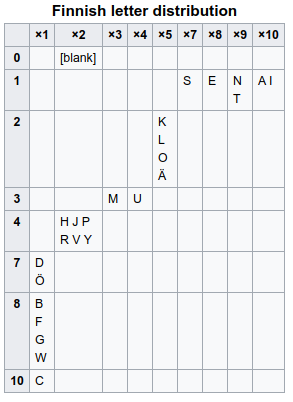 Finnish letter distribution
×1 ×2 ×3 ×4 ×5 ×7 ×8 ×9 ×10
0 [blank]
1 S E N A I
T
2 K
L
O
Ä
3 M U
4 H J P
R V Y
7 D
Ö
8 B
F
G
W
10 C